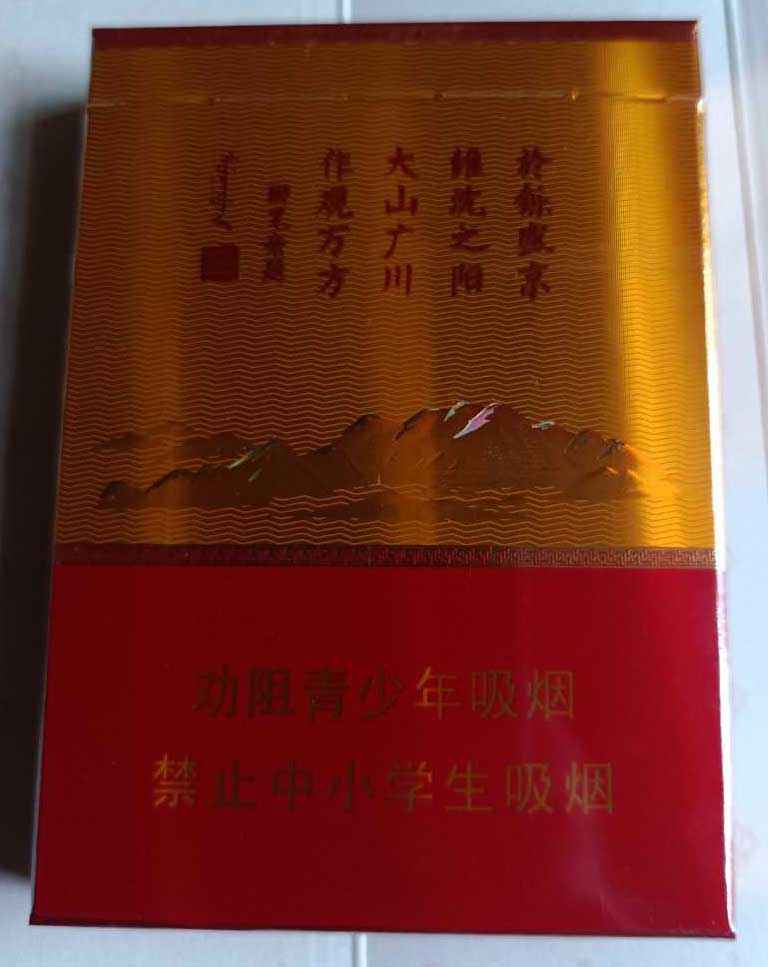 於鑠盛京
維沈之阳
大山广川
作观万方
劝阻青少年吸烟
禁止中小学生吸烟